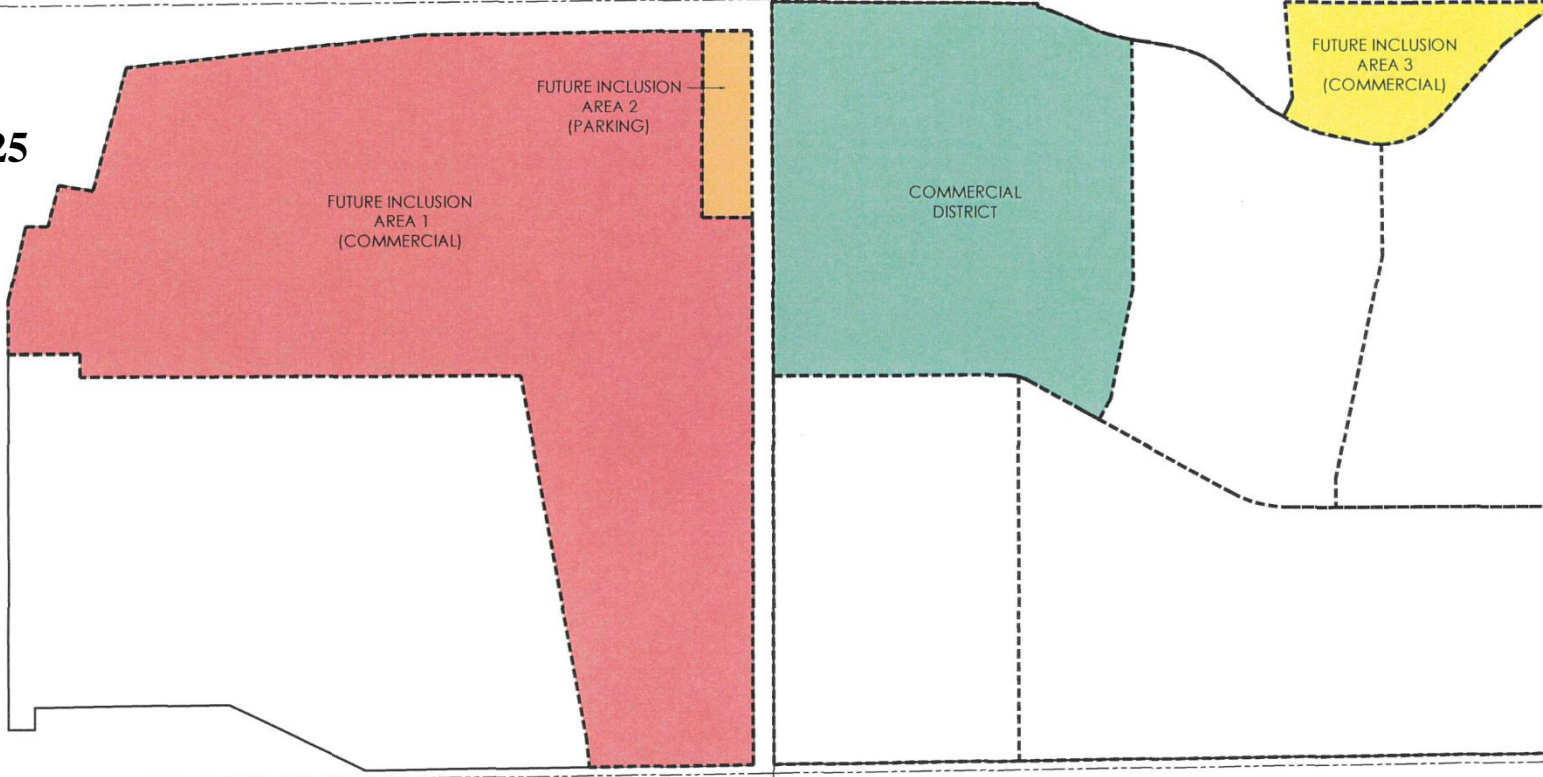 FUTURE INCLUSION
AREA 2
(PARKING)
FUTURE INCLUSION
AREA 3
(COMMERCIAL)
25
FUTURE INCLUSION
AREA 1
(COMMERCIAL)
COMMERCIAL
DISTRICT